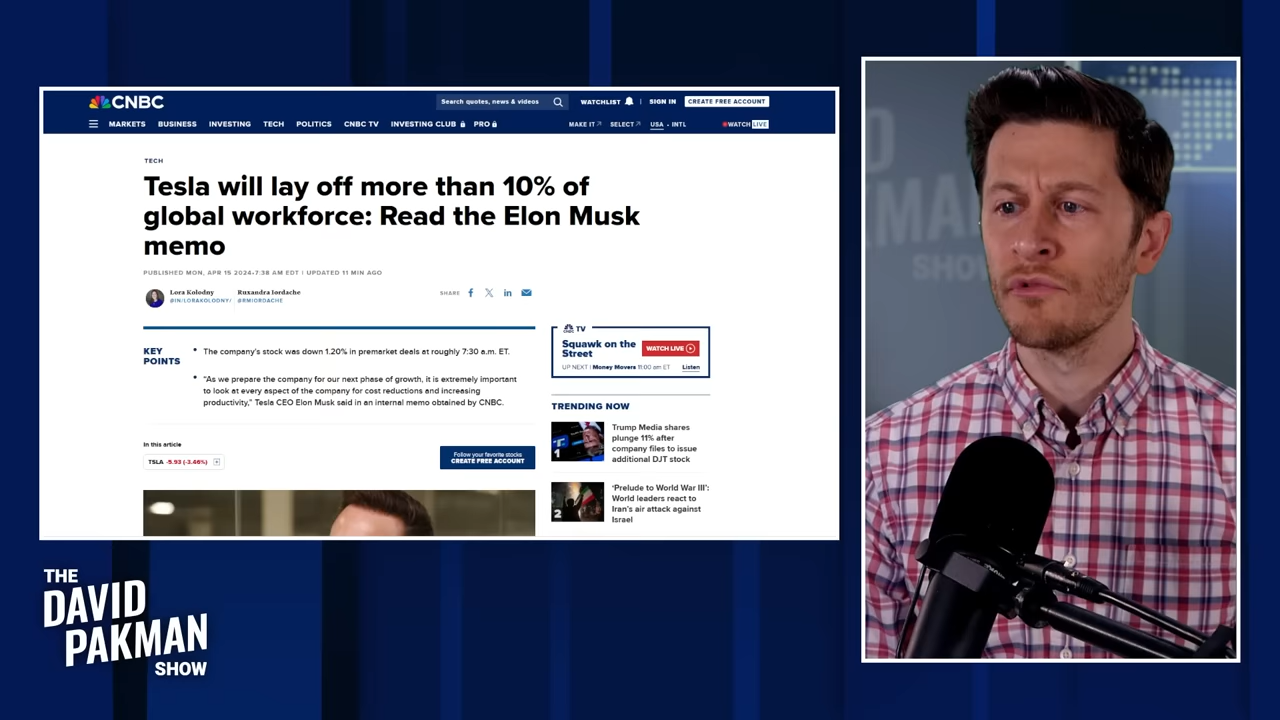 CNBC
Search quotes, news & videos
WATCHLIST
SIGN IN
CREATE FREE ACCOUNT
MARKETS BUSINESS INVESTING TECH POLITICS CNBC TV INVESTING CLUB PRO
MAKE IT SELECT USA • INTL
WATCH LIVE
TECH
Tesla will lay off more than 10% of
global workforce: Read the Elon Musk
memo
PUBLISHED MON, APR 15 2024•7:38 AM EDT | UPDATED 11 MIN AGO
Lora Kolodny
@IN/LORAKOLODNY/
Ruxandra Iordache
@RMIORDACHE
SHARE
KEY
POINTS
The company's stock was down 1.20% in premarket deals at roughly 7:30 a.m. ET.
"As we prepare the company for our next phase of growth, it is extremely important
to look at every aspect of the company for cost reductions and increasing
productivity," Tesla CEO Elon Musk said in an internal memo obtained by CNBC.
In this article
TSLA -5.93 (-3.46%)
Follow your favorite stocks
CREATE FREE ACCOUNT
CNBC TV
Squawk on the
Street
WATCH LIVE
UP NEXT | Money Movers 11:00 am ET
Listen
TRENDING NOW
1
Trump Media shares
plunge 11% after
company files to issue
additional DJT stock
2
'Prelude to World War III':
World leaders react to
Iran's air attack against
Israel
THE
DAVID
PAKMAN
SHOW
SHOW